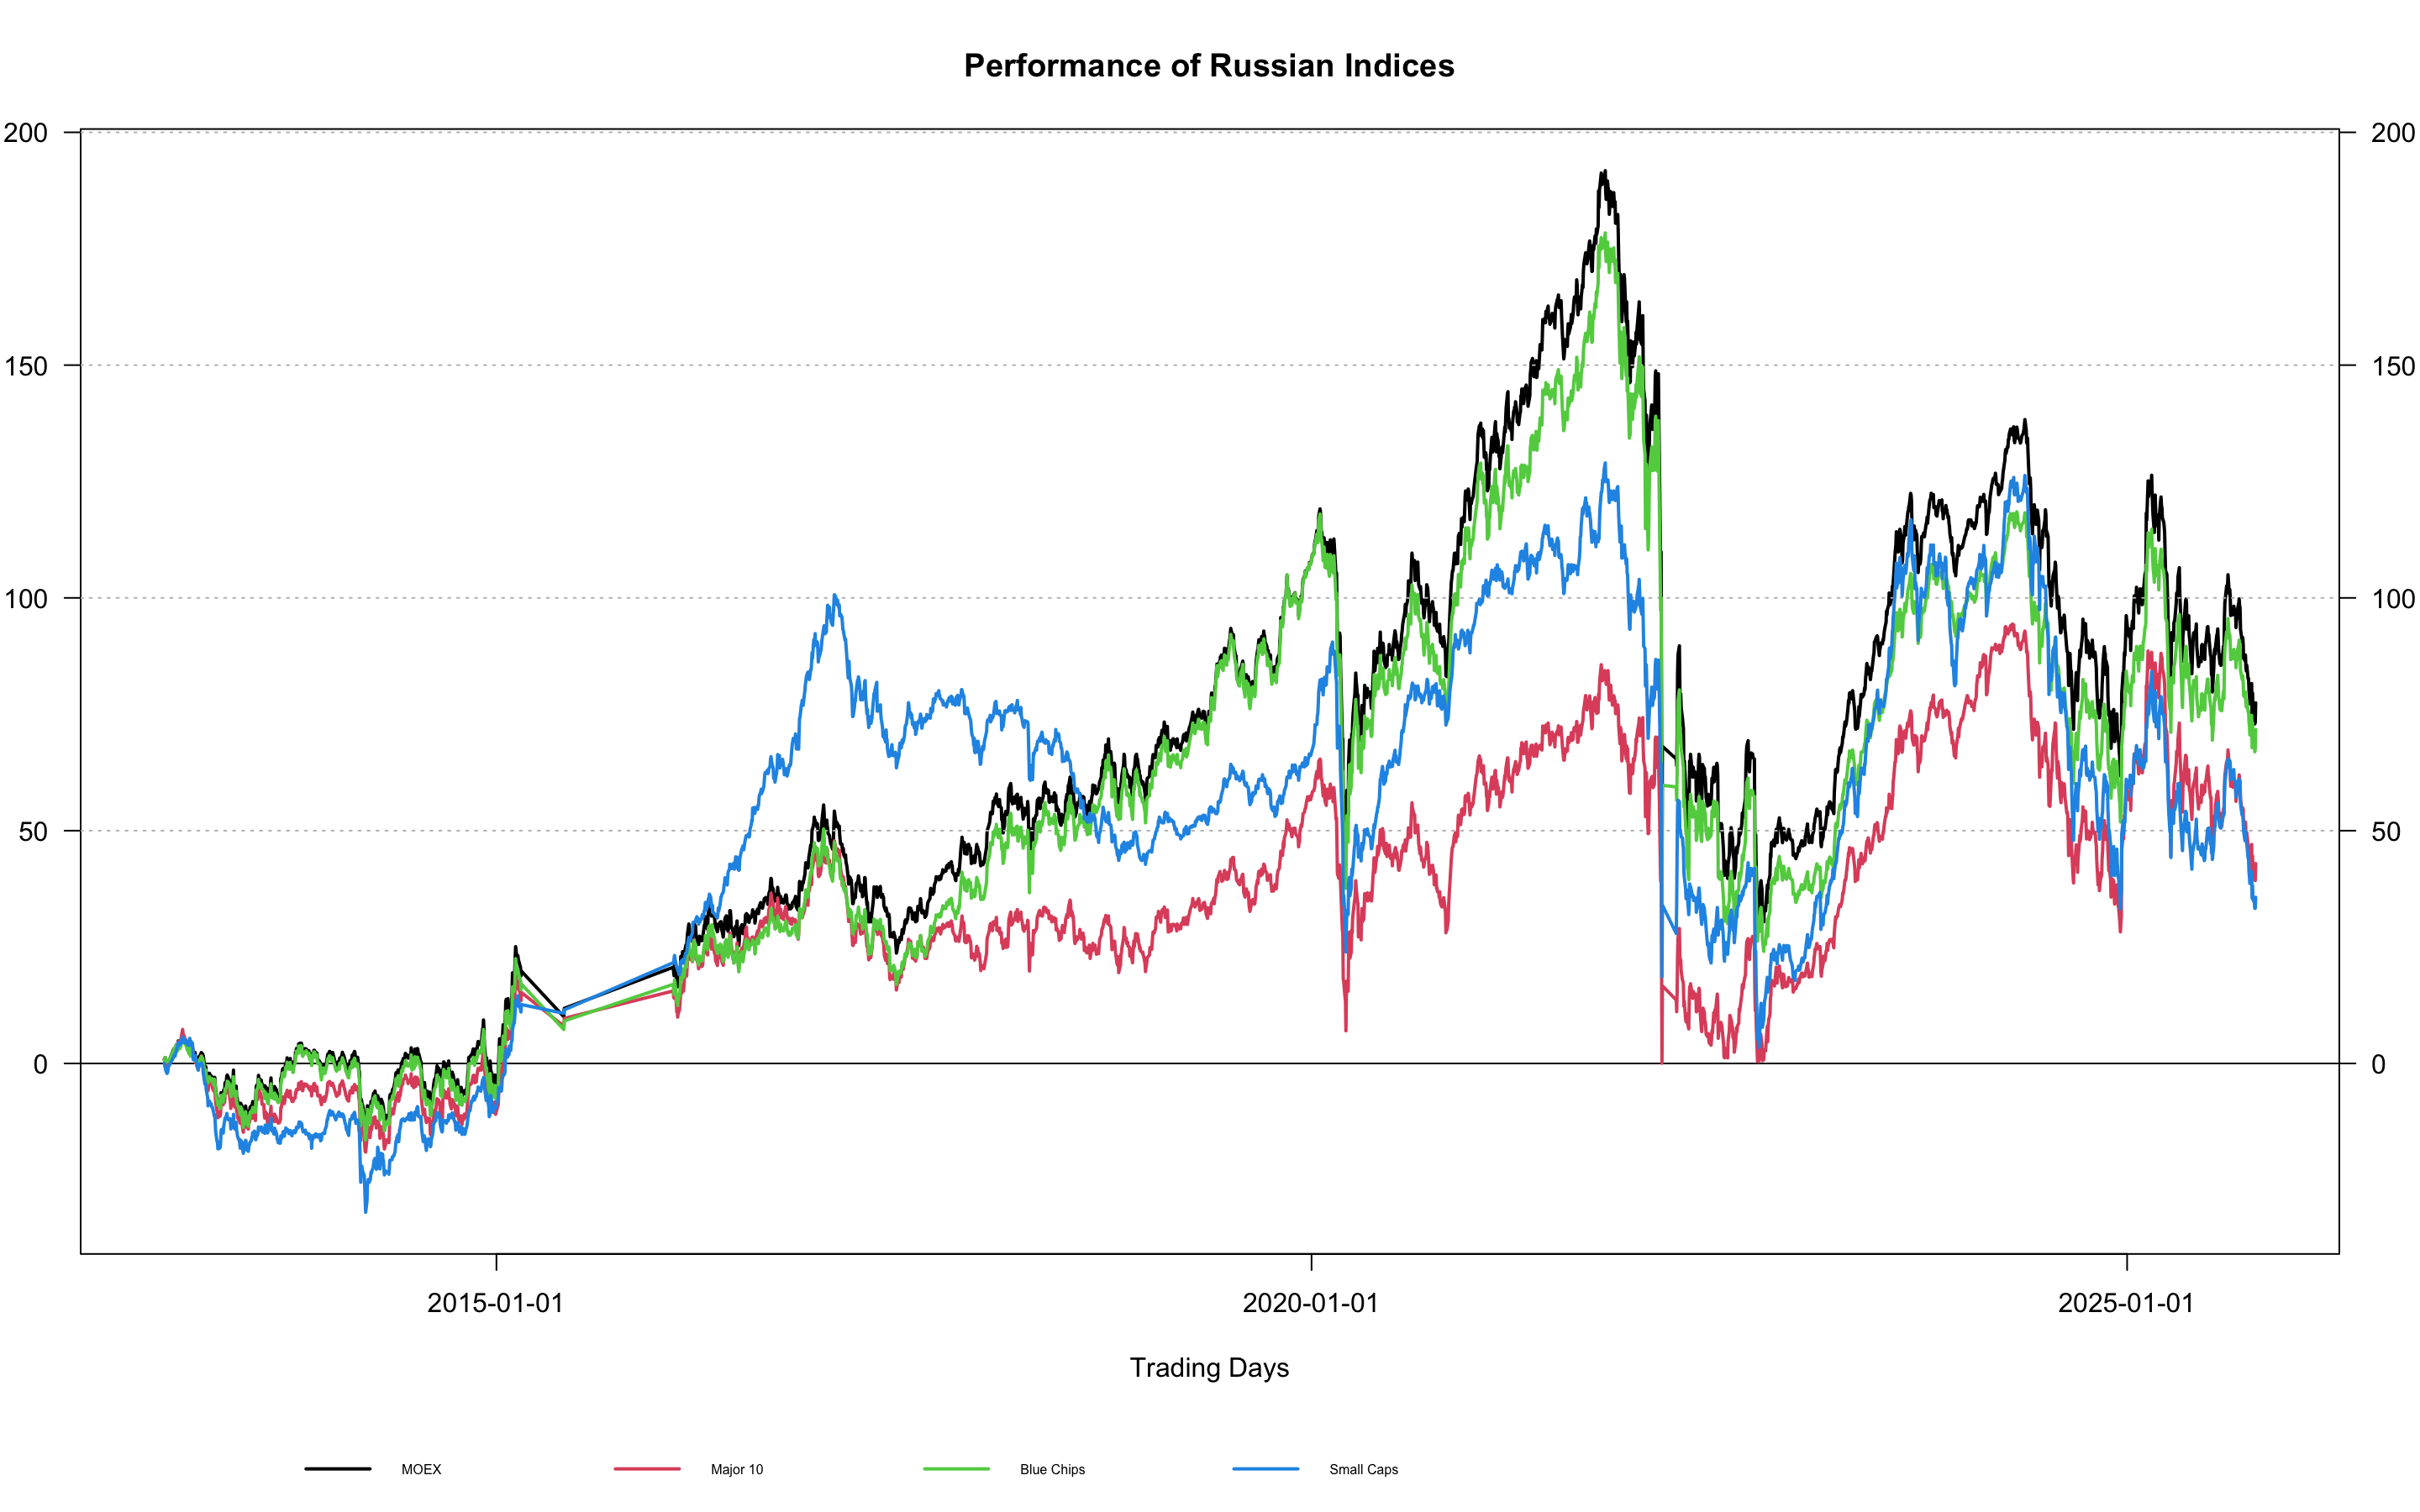 Performance of Russian Indices
200 200
150 150
100 100
50 50
0 0
2015-01-01 2020-01-01 2025-01-01
Trading Days
MOEX Major 10 Blue Chips Small Caps